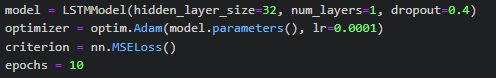 model = LSTMModel(hidden_layer_size=32, num_layers=1, dropout=0.4)
optimizer = optim.Adam(model.parameters(), lr=0.0001)
criterion = nn.MSELoss()
epochs = 10